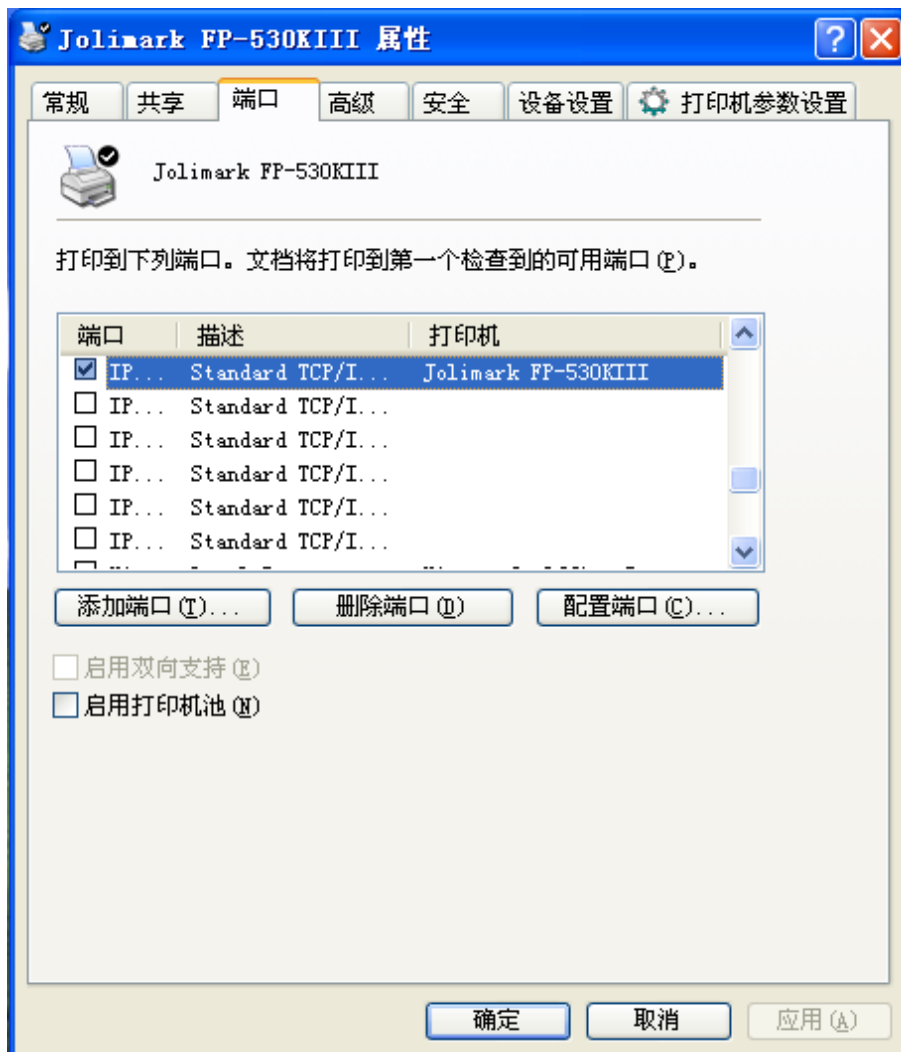 Jolimark FP-530KIII 属性
常规 共享 端口 高级 安全 设备设置 打印机参数设置
Jolimark FP-530KIII
打印到下列端口。文档将打印到第一个检查到的可用端口(P)。
端口 描述 打印机
IP... Standard TCP/I... Jolimark FP-530KIII
IP... Standard TCP/I...
IP... Standard TCP/I...
IP... Standard TCP/I...
IP... Standard TCP/I...
IP... Standard TCP/I...
添加端口(T)... 删除端口(D) 配置端口(C)...
启用双向支持(E)
启用打印机池(N)
确定 取消 应用(A)